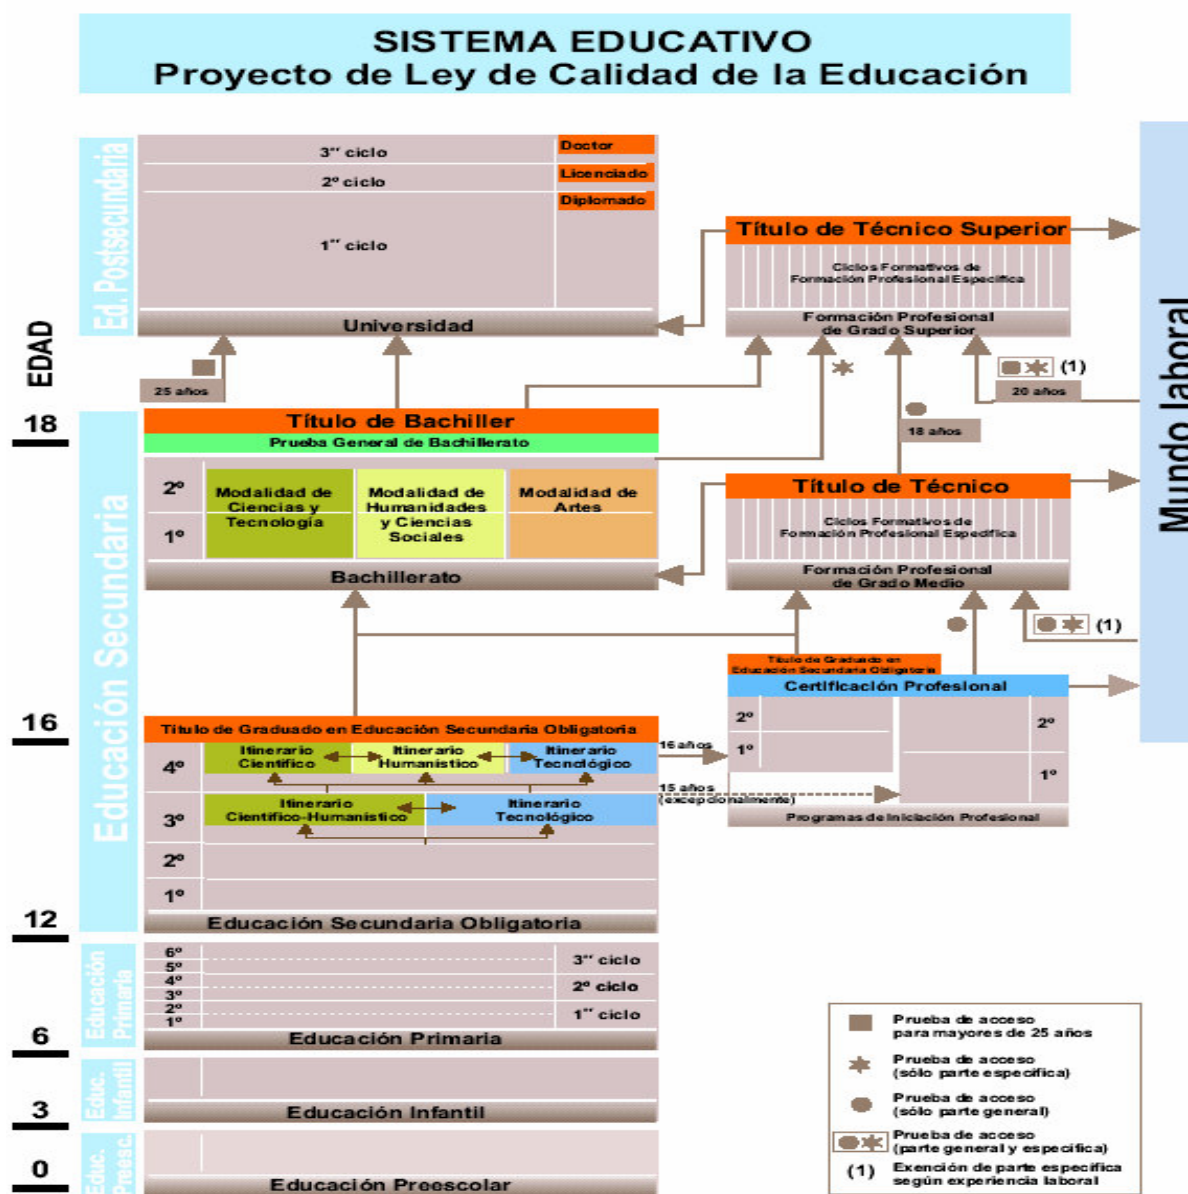 SISTEMA EDUCATIVO
Proyecto de Ley de Calidad de la Educación
EDAD
18
16
12
6
3
0
Ed. Postsecundaria
3er ciclo
Doctor
2º ciclo
Licenciado
Diplomado
1er ciclo
Universidad
Título de Técnico Superior
Ciclos Formativos de
Formación Profesional Específica
Formación Profesional
de Grado Superior
25 años
18 años
(1)
20 años
Mundo laboral
Educación Secundaria
Título de Bachiller
Prueba General de Bachillerato
2º
1º
Modalidad de
Ciencias y
Tecnología
Modalidad de
Humanidades
y Ciencias
Sociales
Modalidad de
Artes
Bachillerato
Título de Técnico
Ciclos Formativos de
Formación Profesional Específica
Formación Profesional
de Grado Medio
(1)
Título de Graduado en
Educación Secundaria Obligatoria
Certificación Profesional
2º
1º
2º
1º
Programas de Iniciación Profesional
Título de Graduado en Educación Secundaria Obligatoria
4º
Itinerario
Científico
Itinerario
Humanístico
Itinerario
Tecnológico
16 años
15 años
(excepcionalmente)
3º
Itinerario
Científico-Humanístico
Itinerario
Tecnológico
2º
1º
Educación Secundaria Obligatoria
Educación
Primaria
6º
5º
4º
3º
2º
1º
3er ciclo
2º ciclo
1er ciclo
Educación Primaria
Educ.
Infantil
Educación Infantil
Educ.
Preesc.
Educación Preescolar
Prueba de acceso
para mayores de 25 años
Prueba de acceso
(sólo parte específica)
Prueba de acceso
(sólo parte general)
Prueba de acceso
(parte general y específica)
(1) Exención de parte específica
según experiencia laboral